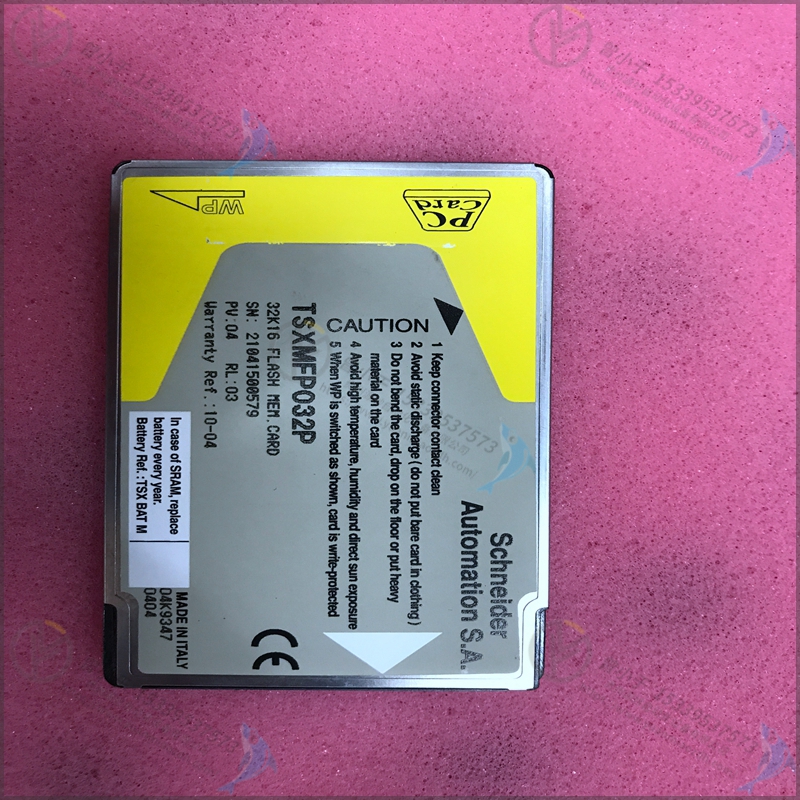 PC
Card
WP
Schneider
Automation S.A.
CAUTION
1 Keep connector contact clean
2 Avoid static discharge ( do not put bare card in clothing )
3 Do not bend the card, drop on the floor or put heavy
material on the card
4 Avoid high temperature, humidity and direct sun exposure
5 When WP is switched as shown, card is write-protected
TSXMFP032P
32K16 FLASH MEM.CARD
SN: 21041500579
PV:04 RL:03
Warranty Ref.:10-04
In case of SRAM, replace
battery every year.
Battery Ref.:TSX BAT M
MADE IN ITALY
04K9347
0404
CE
15339537573